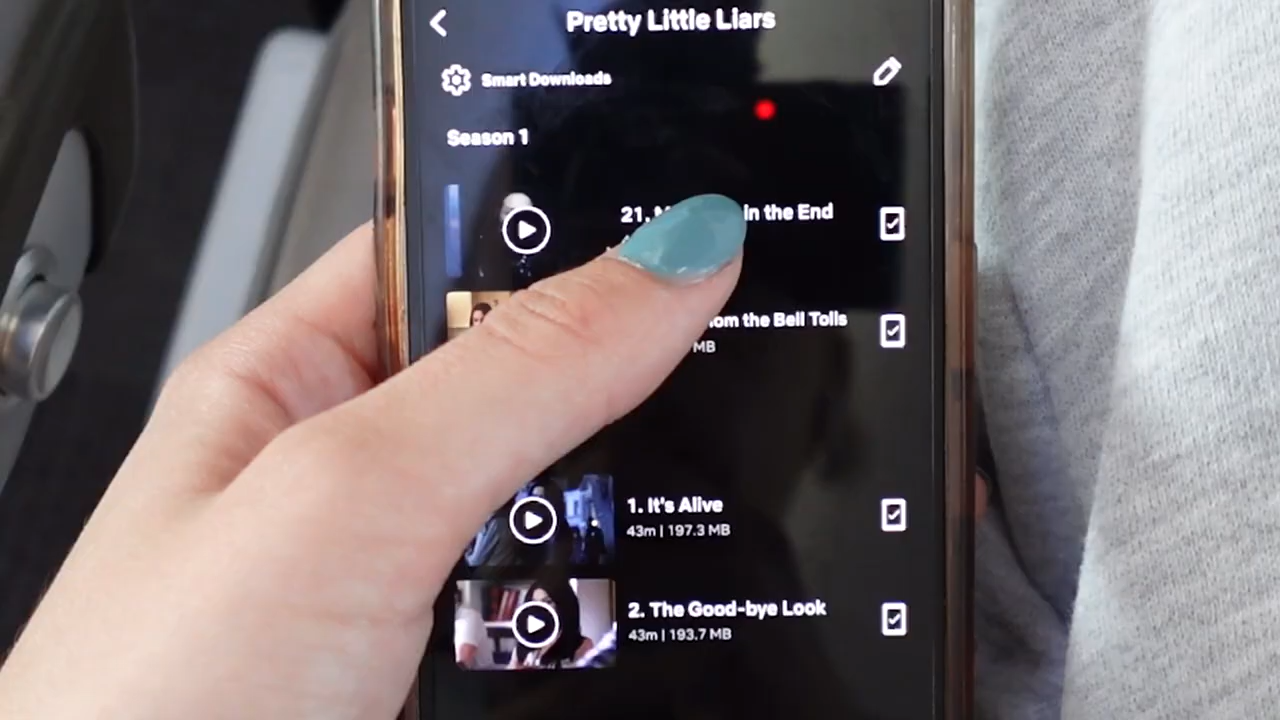 Pretty Little Liars
Smart Downloads
Season 1
21. in the End
the Bell Tolls
MB
1. It's Alive
43m | 197.3 MB
2. The Good-bye Look
43m | 193.7 MB